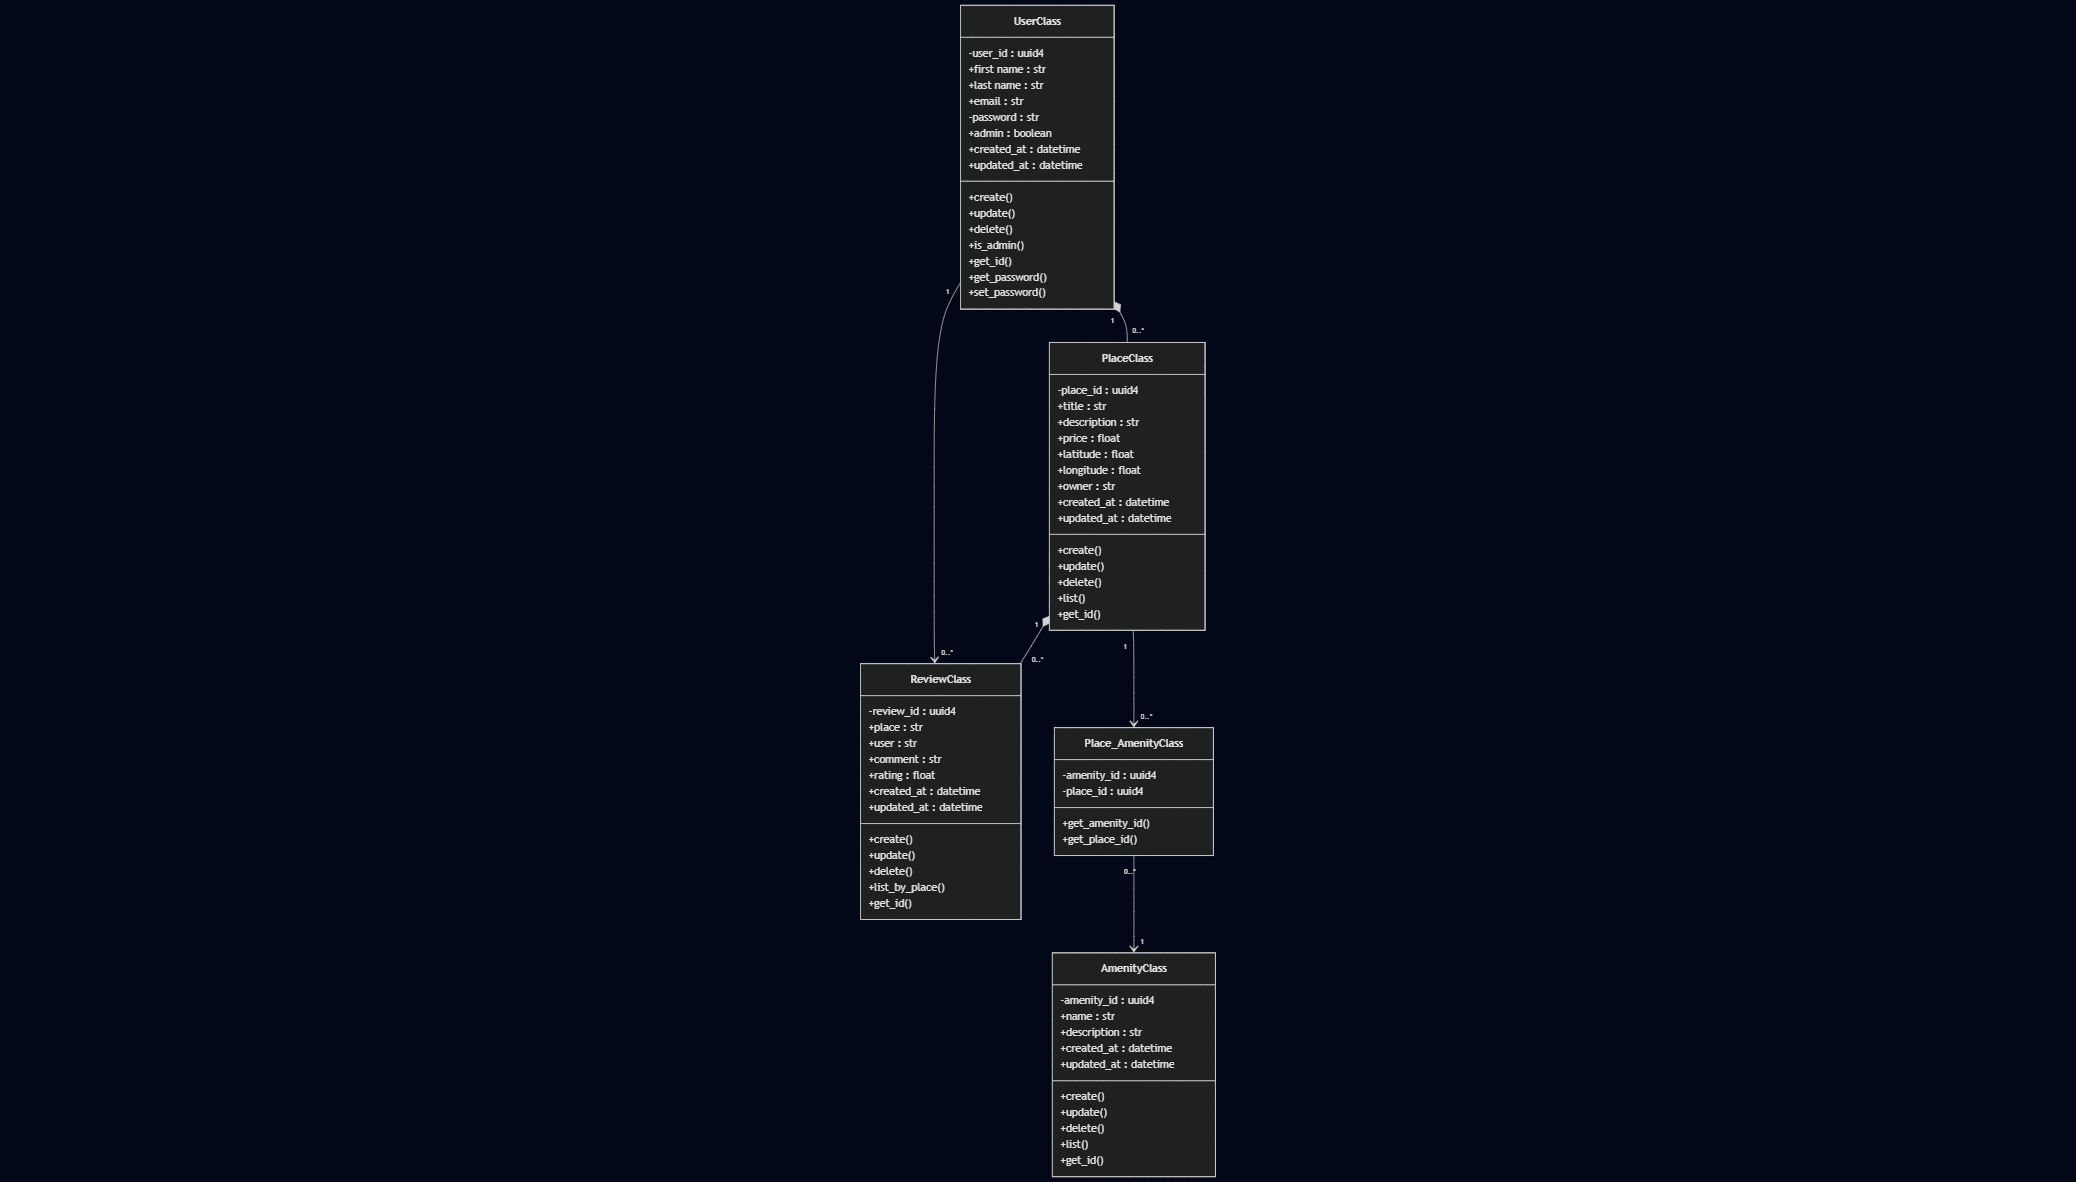 UserClass
-user_id : uuid4
+first name : str
+last name : str
+email : str
-password : str
+admin : boolean
+created_at : datetime
+updated_at : datetime
+create()
+update()
+delete()
+is_admin()
+get_id()
+get_password()
+set_password()
1
1
0..*
PlaceClass
-place_id : uuid4
+title : str
+description : str
+price : float
+latitude : float
+longitude : float
+owner : str
+created_at : datetime
+updated_at : datetime
+create()
+update()
+delete()
+list()
+get_id()
1
0..*
0..*
1
0..*
ReviewClass
-review_id : uuid4
+place : str
+user : str
+comment : str
+rating : float
+created_at : datetime
+updated_at : datetime
+create()
+update()
+delete()
+list_by_place()
+get_id()
Place_AmenityClass
-amenity_id : uuid4
-place_id : uuid4
+get_amenity_id()
+get_place_id()
0..*
1
AmenityClass
-amenity_id : uuid4
+name : str
+description : str
+created_at : datetime
+updated_at : datetime
+create()
+update()
+delete()
+list()
+get_id()